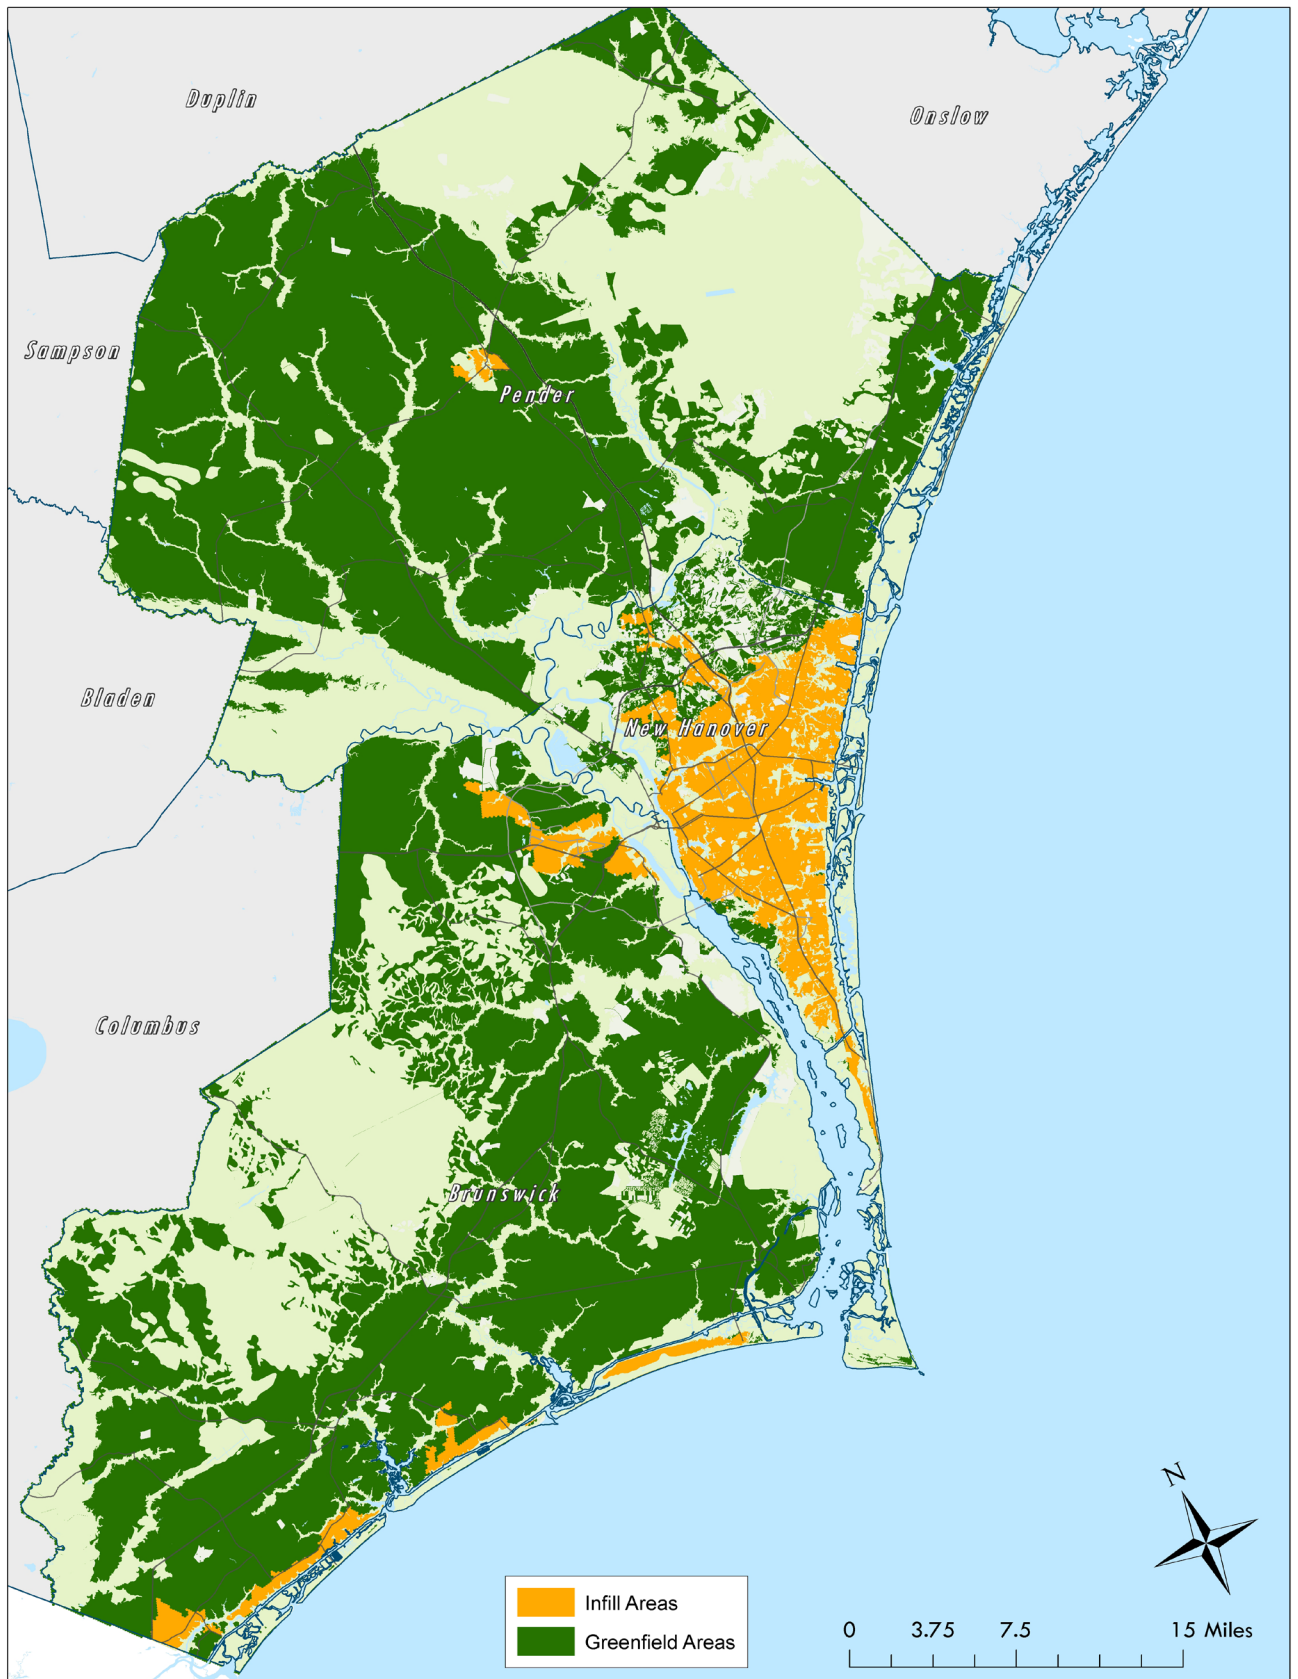 Duplin
Onslow
Sampson
Pender
Bladen
New Hanover
Columbus
Brunswick
N
Infill Areas
Greenfield Areas
0 3.75 7.5 15 Miles